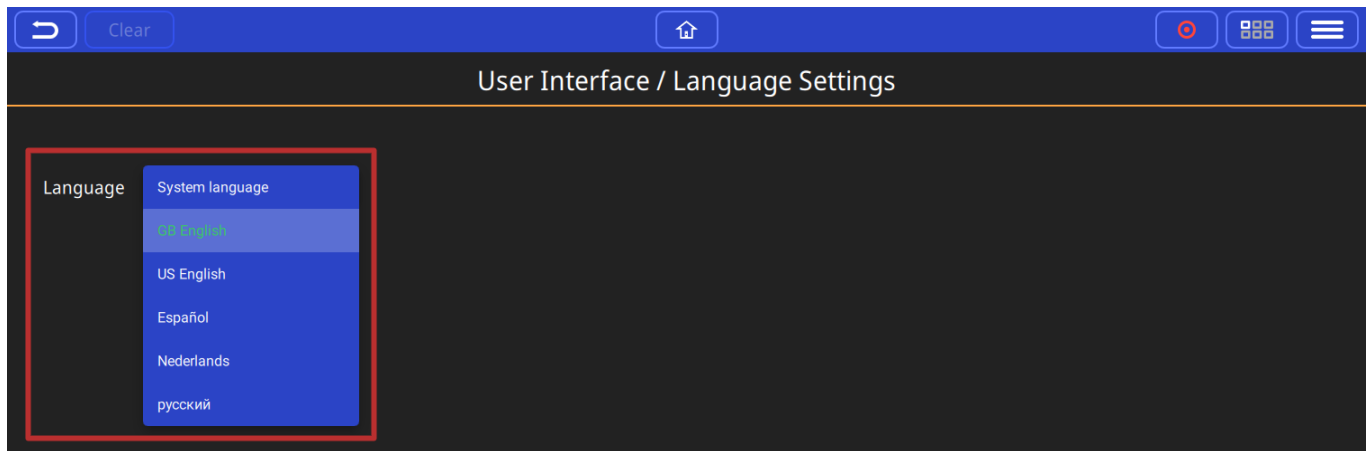 Clear
User Interface / Language Settings
Language
System language
GB English
US English
Español
Nederlands
русский